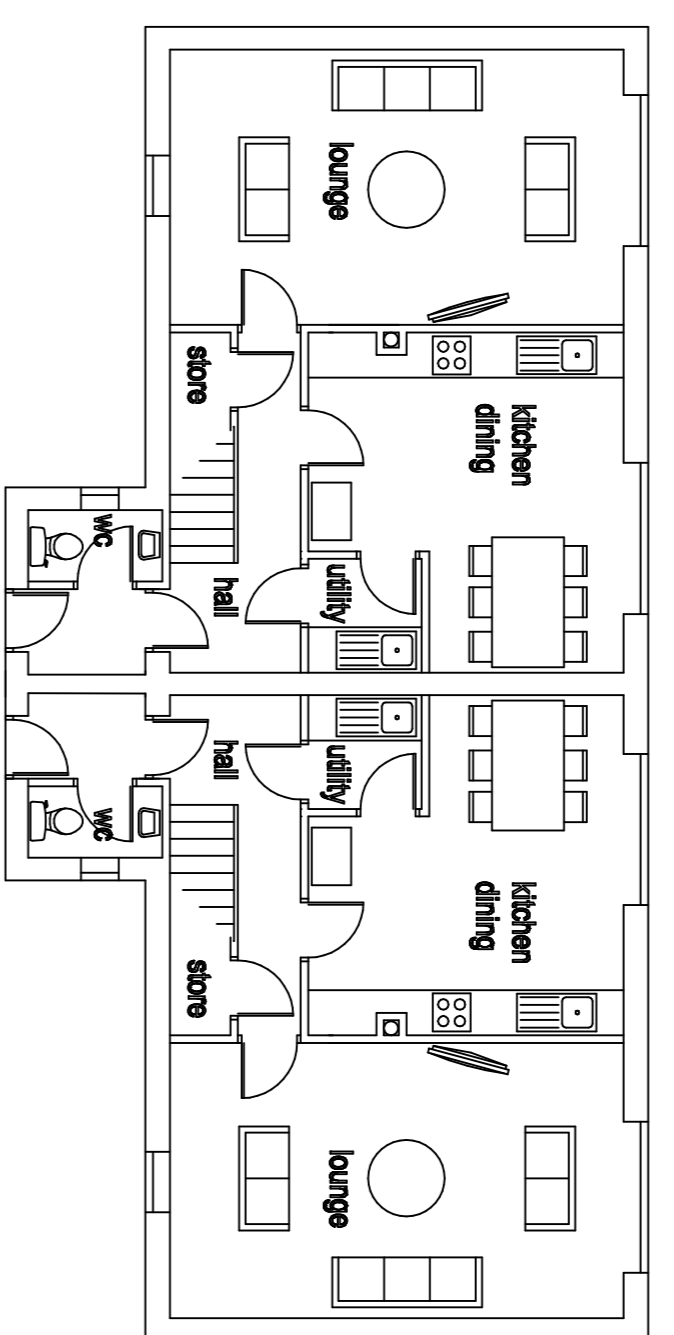 lounge
store
kitchen
dining
wc
hall
utility
hall
utility
wc
kitchen
dining
store
lounge